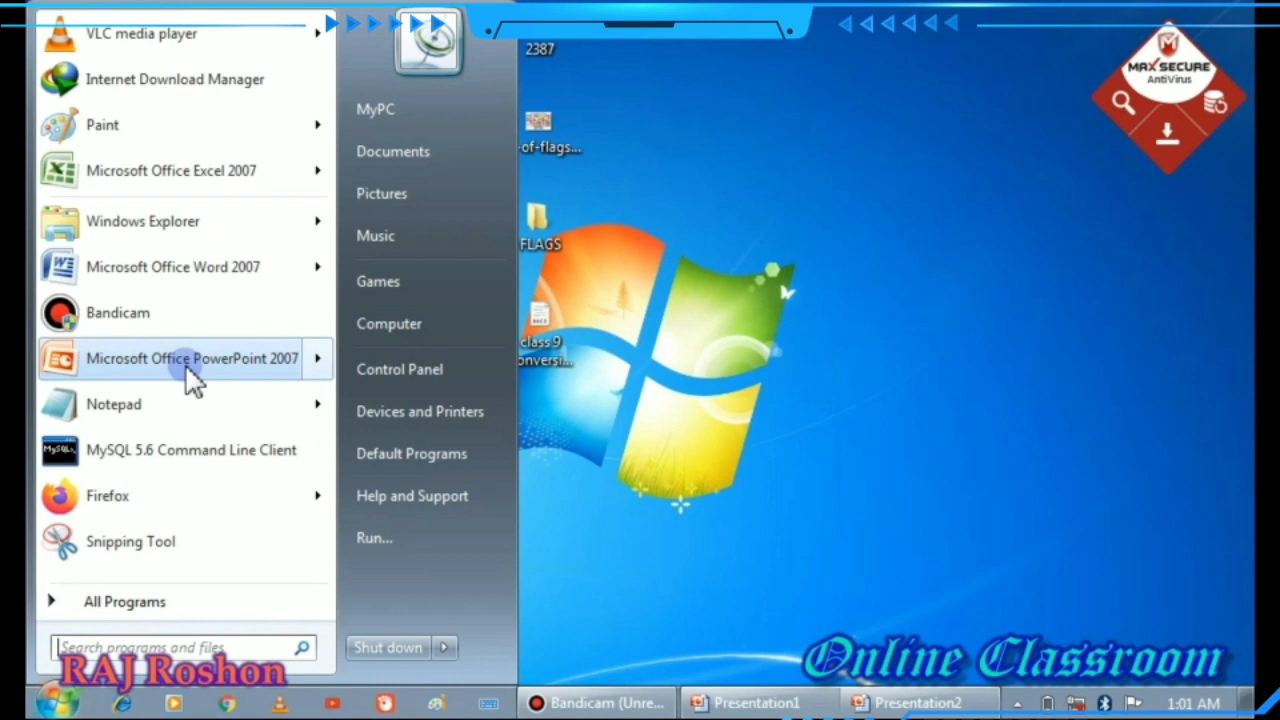 VLC media player
Internet Download Manager
Paint
Microsoft Office Excel 2007
Windows Explorer
Microsoft Office Word 2007
Bandicam
Microsoft Office PowerPoint 2007
Notepad
MySQL 5.6 Command Line Client
Firefox
Snipping Tool
All Programs
Search programs and files
RAJ Roshon
MyPC
Documents
Pictures
Music
Games
Computer
Control Panel
Devices and Printers
Default Programs
Help and Support
Run...
Shut down
2387
-of-flags...
FLAGS
class 9
onversi...
MAX SECURE
AntiVirus
Online Classroom
Bandicam (Unre...
Presentation1
Presentation2
1:01 AM